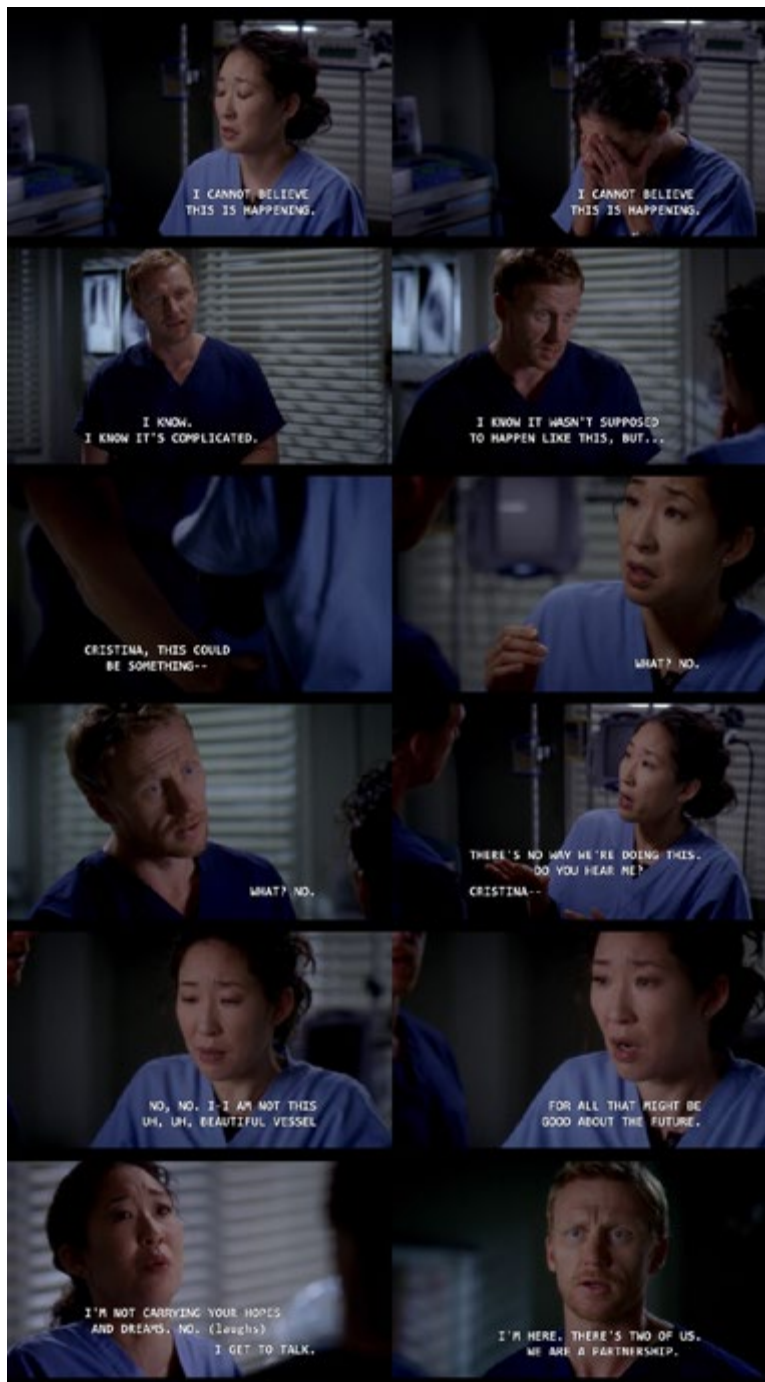 I CANNOT BELIEVE
THIS IS HAPPENING.
I CANNOT BELIEVE
THIS IS HAPPENING.
I KNOW.
I KNOW IT'S COMPLICATED.
I KNOW IT WASN'T SUPPOSED
TO HAPPEN LIKE THIS, BUT...
CRISTINA, THIS COULD
BE SOMETHING--
WHAT? NO.
WHAT? NO.
THERE'S NO WAY WE'RE DOING THIS.
DO YOU HEAR ME?
CRISTINA--
NO, NO. I-I AM NOT THIS
UH, UH, BEAUTIFUL VESSEL
FOR ALL THAT MIGHT BE
GOOD ABOUT THE FUTURE.
I'M NOT CARRYING YOUR HOPES
AND DREAMS. NO. (laughs)
I GET TO TALK.
I'M HERE. THERE'S TWO OF US.
WE ARE A PARTNERSHIP.